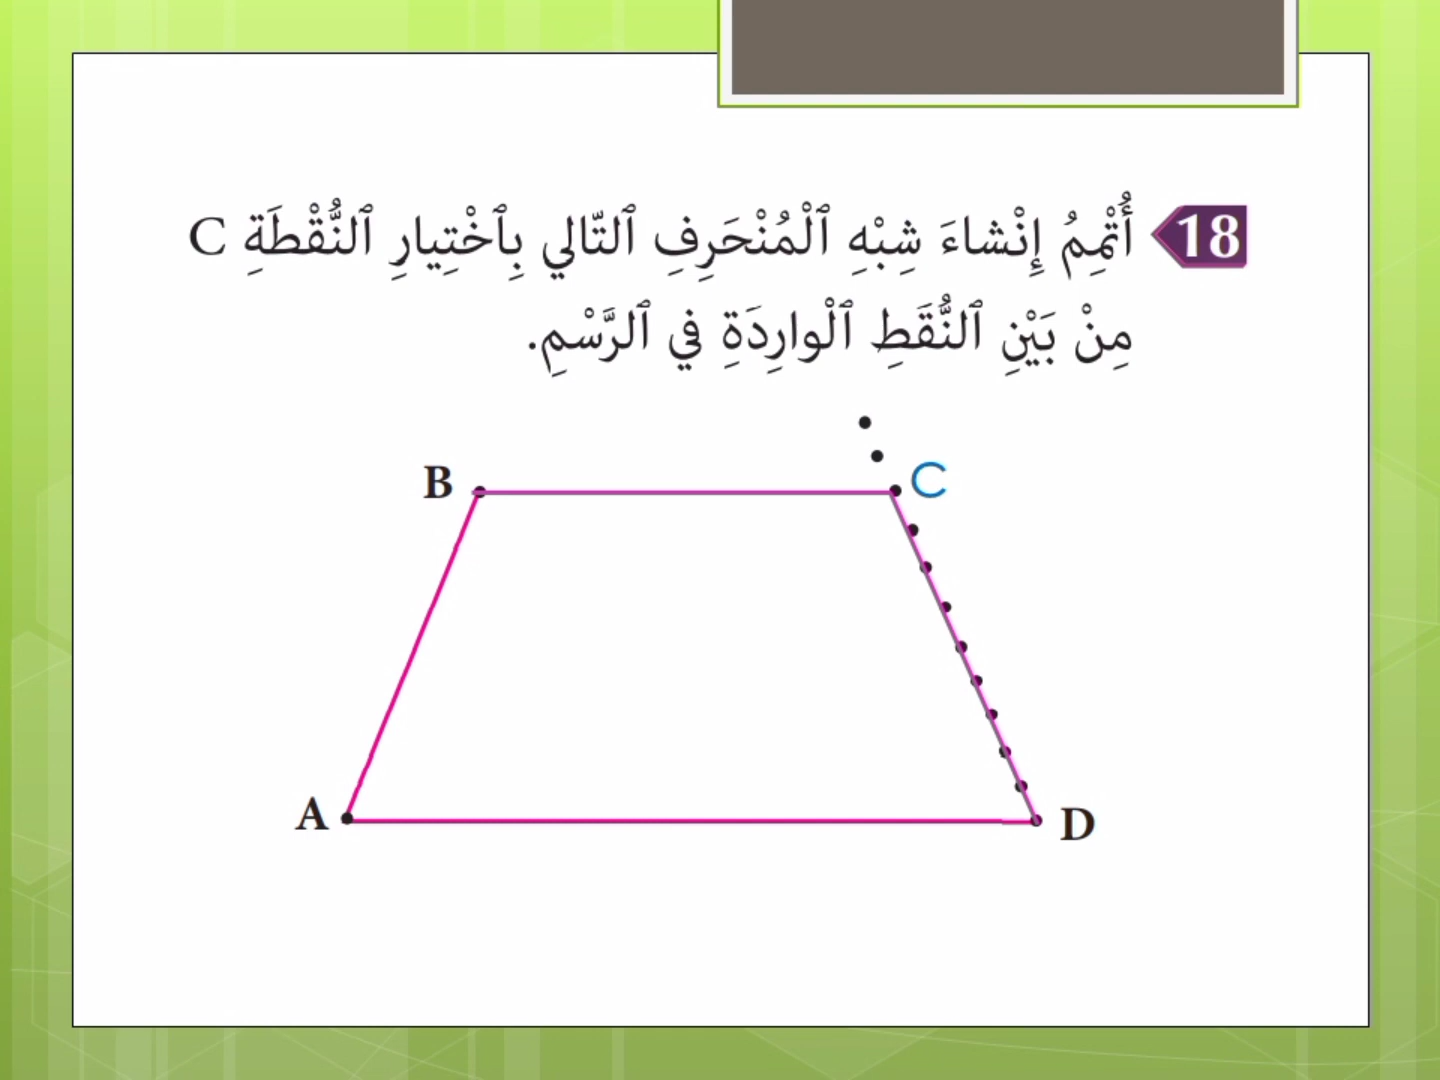 18 أُتْمِمُ إِنْشاءَ شِبْهِ ٱلْمُنْحَرِفِ ٱلتّالي بِٱخْتِيارِ ٱلنُّقْطَةِ C
مِنْ بَيْنِ ٱلنُّقَطِ ٱلْوارِدَةِ في ٱلرَّسْمِ.
B
C
A
D